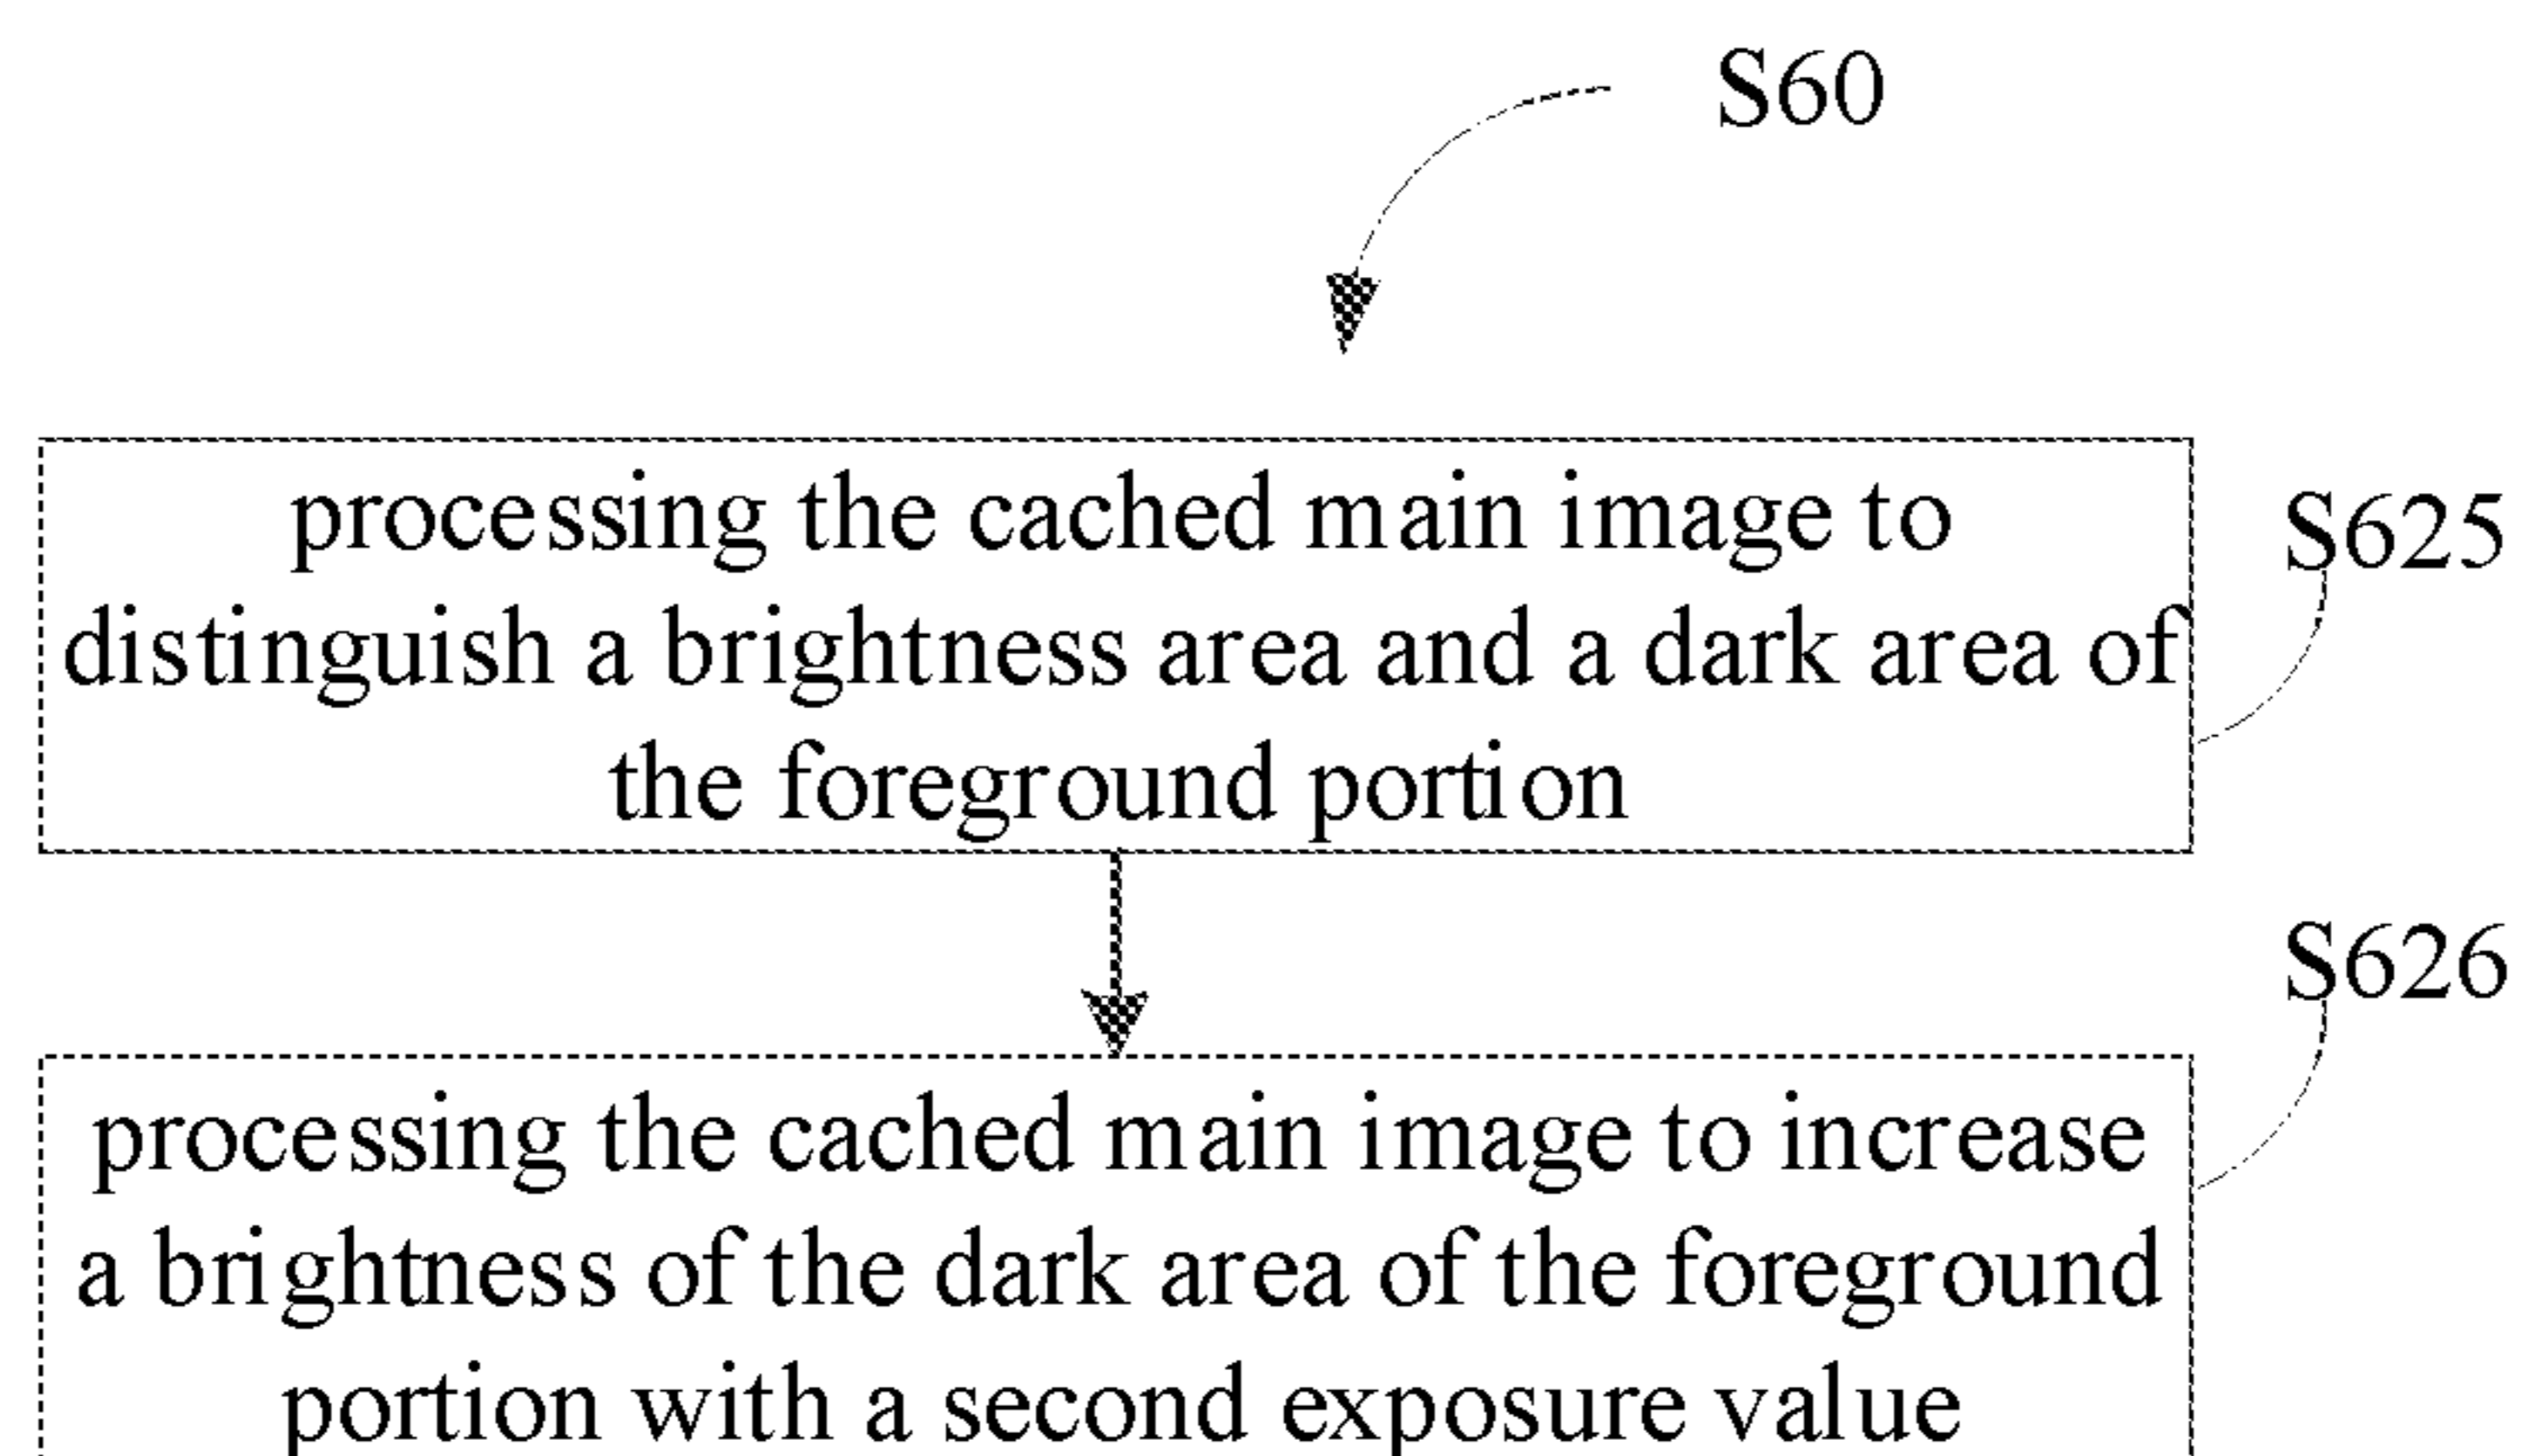 S60
processing the cached main image to
distinguish a brightness area and a dark area of
the foreground portion
S625
S626
processing the cached main image to increase
a brightness of the dark area of the foreground
portion with a second exposure value